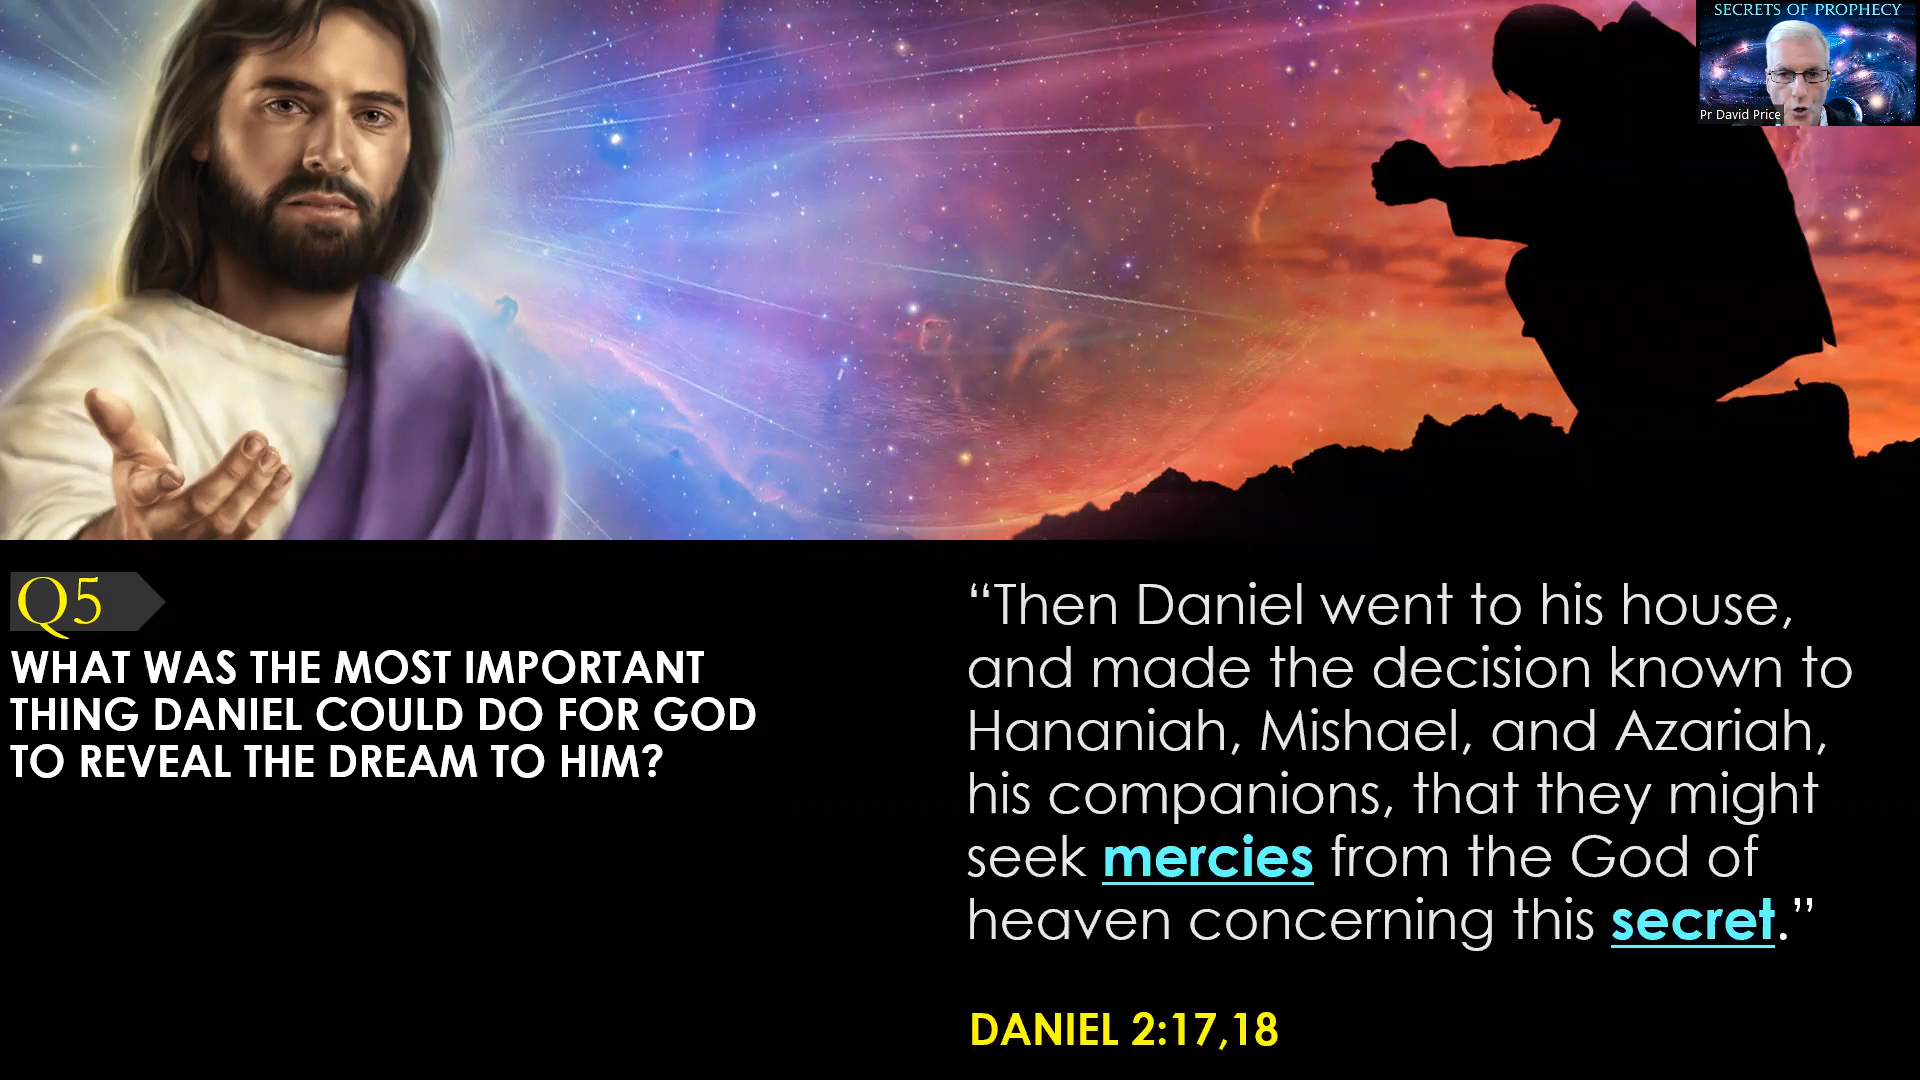 SECRETS OF PROPHECY
Pr David Price
Q5
WHAT WAS THE MOST IMPORTANT
THING DANIEL COULD DO FOR GOD
TO REVEAL THE DREAM TO HIM?
“Then Daniel went to his house,
and made the decision known to
Hananiah, Mishael, and Azariah,
his companions, that they might
seek mercies from the God of
heaven concerning this secret.”
DANIEL 2:17,18